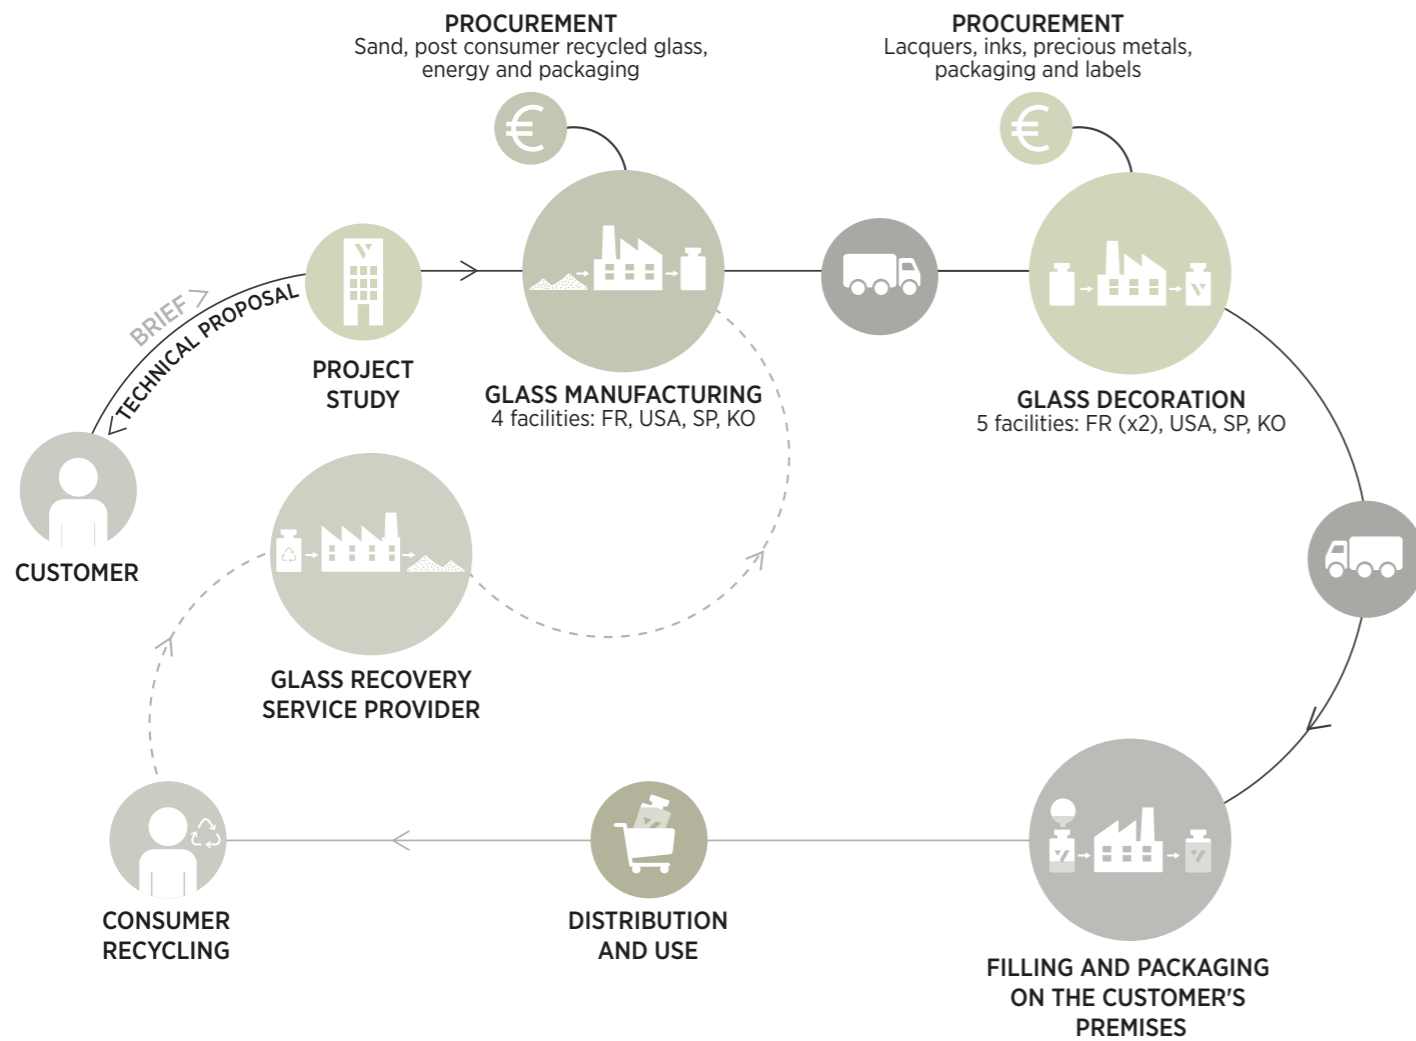 PROCUREMENT
Sand, post consumer recycled glass,
energy and packaging
PROCUREMENT
Lacquers, inks, precious metals,
packaging and labels
BRIEF
TECHNICAL PROPOSAL
PROJECT
STUDY
GLASS MANUFACTURING
4 facilities: FR, USA, SP, KO
GLASS DECORATION
5 facilities: FR (x2), USA, SP, KO
CUSTOMER
GLASS RECOVERY
SERVICE PROVIDER
CONSUMER
RECYCLING
DISTRIBUTION
AND USE
FILLING AND PACKAGING
ON THE CUSTOMER'S
PREMISES